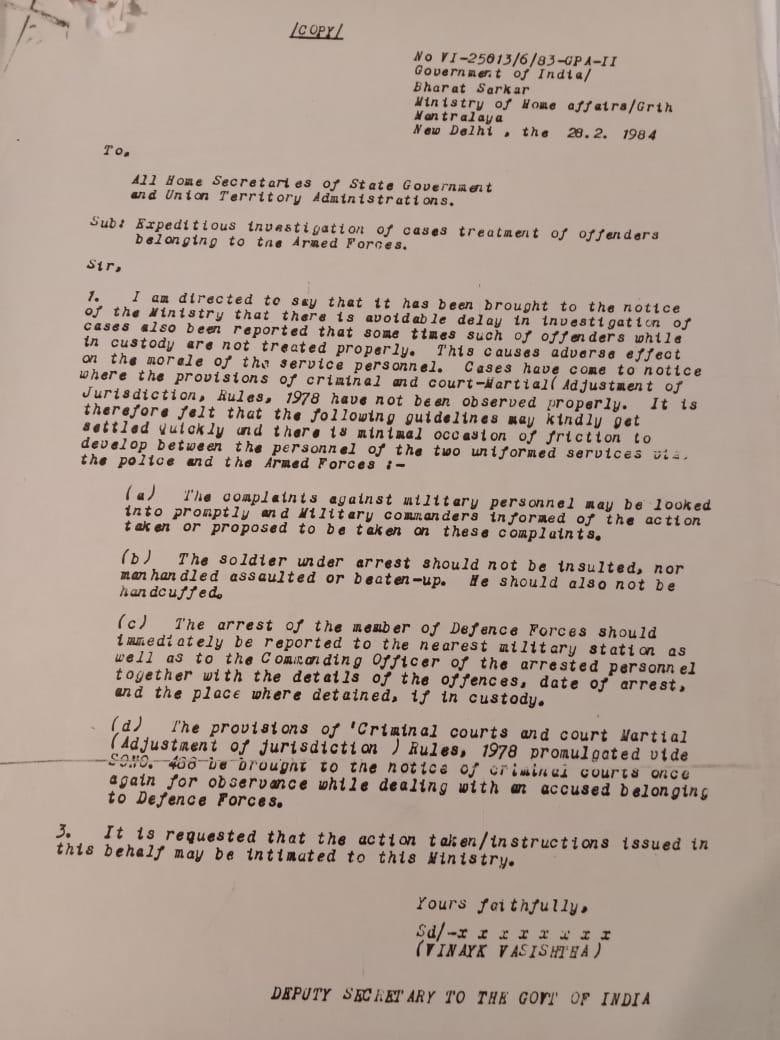 /COPY/
No VI-25013/6/83-GPA-II
Government of India/
Bharat Sarkar
Ministry of Home affairs/Grih
Mantralaya
New Delhi , the 28.2. 1984
To,
All Home Secretaries of State Government
and Union Territory Administrations.
Sub: Expeditious investigation of cases treatment of offenders
belonging to the Armed Forces.
Sir,
1. I am directed to say that it has been brought to the notice
of the Ministry that there is avoidable delay in investigation of
cases also been reported that some times such of offenders while
in custody are not treated properly. This causes adverse effect
on the morale of the service personnel. Cases have come to notice
where the provisions of criminal and court-Martial( Adjustment of
Jurisdiction, Rules, 1978 have not been observed properly. It is
therefore felt that the following guidelines may kindly get
settled quickly and there is minimal occasion of friction to
develop between the personnel of the two uniformed services viz.
the police and the Armed Forces :-
(a) The complaints against military personnel may be looked
into promptly and Military commanders informed of the action
taken or proposed to be taken on these complaints.
(b) The soldier under arrest should not be insulted, nor
manhandled assaulted or beaten-up. He should also not be
handcuffed.
(c) The arrest of the member of Defence Forces should
immediately be reported to the nearest military station as
well as to the Commanding Officer of the arrested personnel
together with the details of the offences, date of arrest,
and the place where detained, if in custody.
(d) The provisions of 'Criminal courts and court Martial
(Adjustment of jurisdiction ) Rules, 1978 promulgated vide
SO.NO. 488 be brought to the notice of criminal courts once
again for observance while dealing with an accused belonging
to Defence Forces.
3. It is requested that the action taken/instructions issued in
this behalf may be intimated to this Ministry.
Yours faithfully,
Sd/-x x x x x x x x
(VINAYK VASISHTHA)
DEPUTY SECRETARY TO THE GOVT OF INDIA